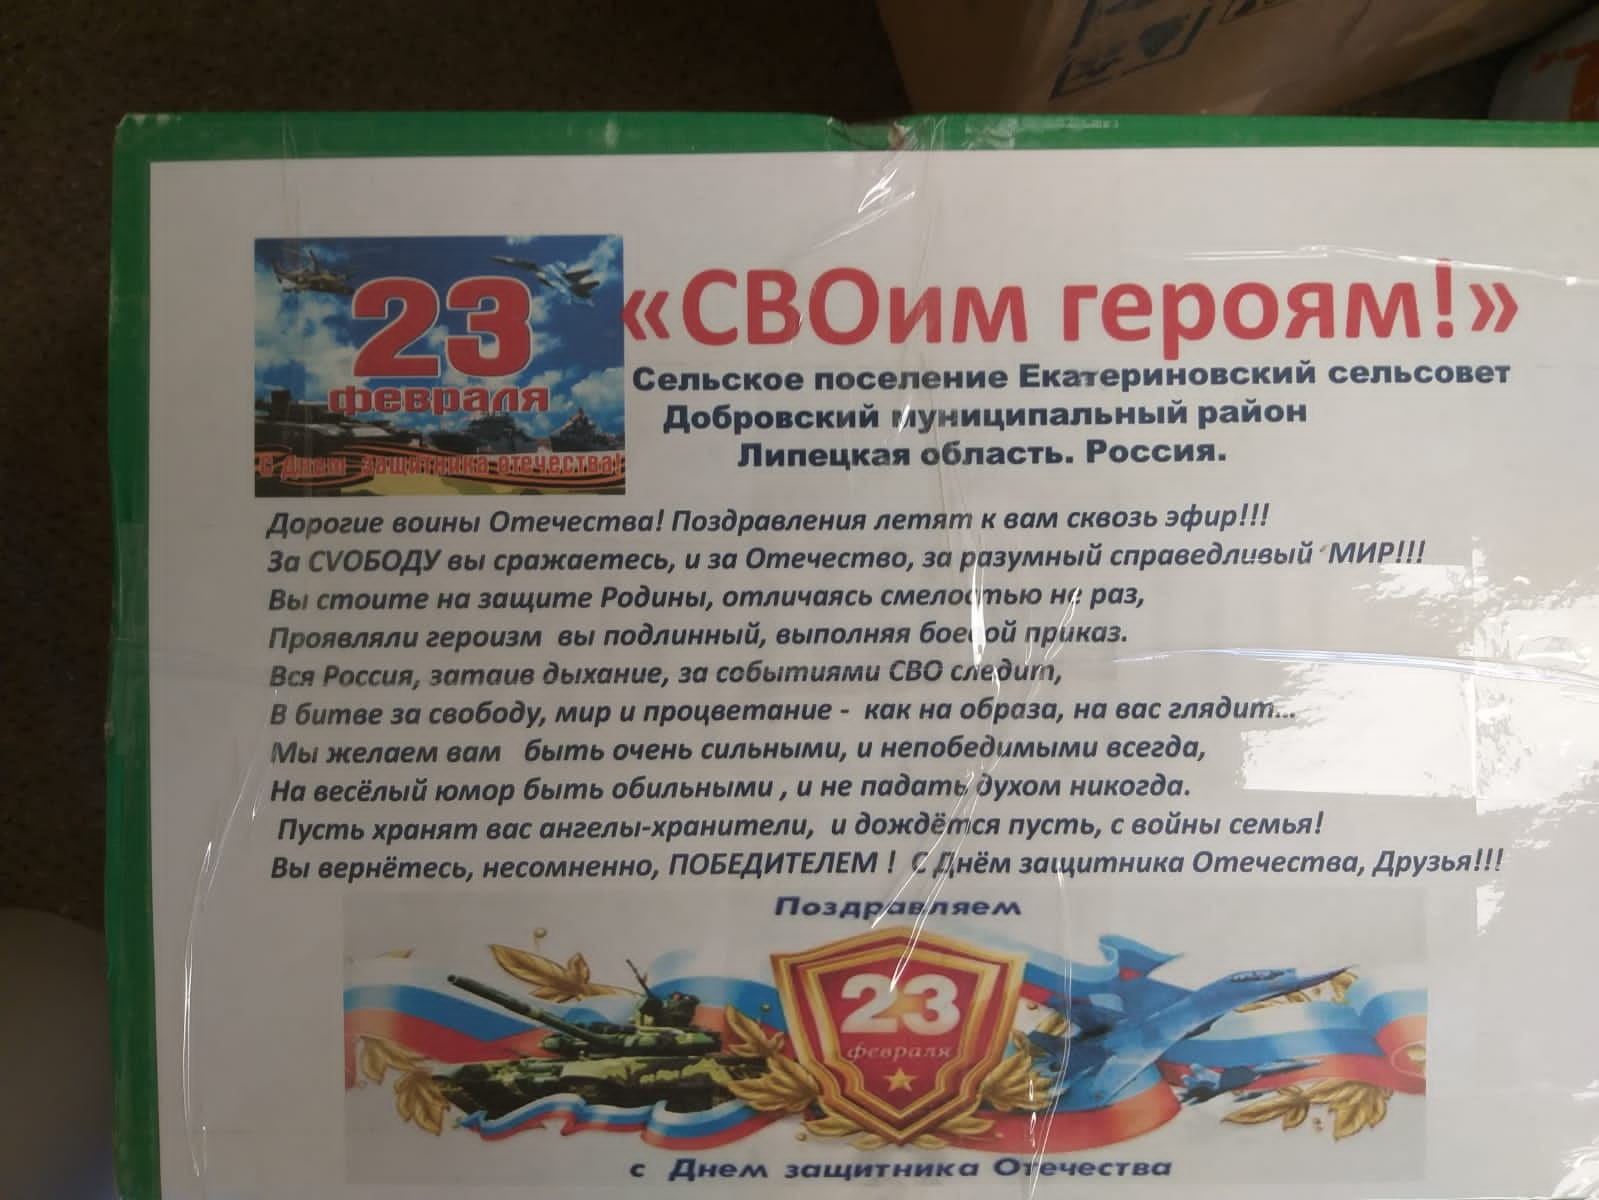 23
февраля
С Днем защитника отечества!
«СВОим героям!»
Сельское поселение Екатериновский сельсовет
Добровский муниципальный район
Липецкая область. Россия.
Дорогие воины Отечества! Поздравления летят к вам сквозь эфир!!!
За СVОБОДУ вы сражаетесь, и за Отечество, за разумный справедливый МИР!!!
Вы стоите на защите Родины, отличаясь смелостью не раз,
Проявляли героизм вы подлинный, выполняя боевой приказ.
Вся Россия, затаив дыхание, за событиями СВО следит,
В битве за свободу, мир и процветание - как на образа, на вас глядит...
Мы желаем вам быть очень сильными, и непобедимыми всегда,
На весёлый юмор быть обильными , и не падать духом никогда.
Пусть хранят вас ангелы-хранители, и дождётся пусть, с войны семья!
Вы вернётесь, несомненно, ПОБЕДИТЕЛЕМ ! С Днём защитника Отечества, Друзья!!!
Поздравляем
23
февраля
с Днем защитника Отечества